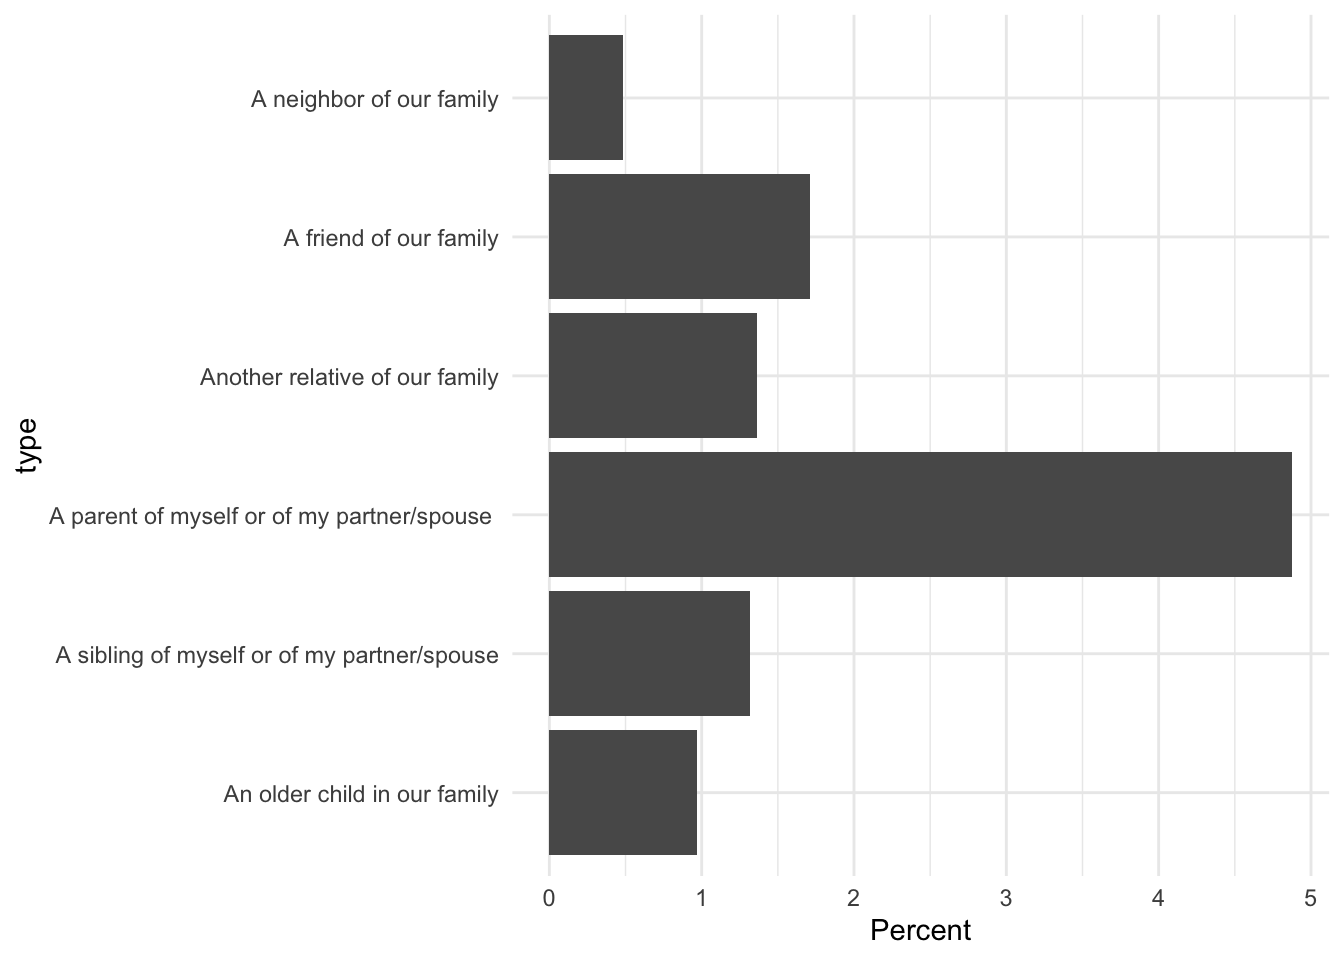 A neighbor of our family
A friend of our family
Another relative of our family
A parent of myself or of my partner/spouse
A sibling of myself or of my partner/spouse
An older child in our family
type
0 1 2 3 4 5
Percent